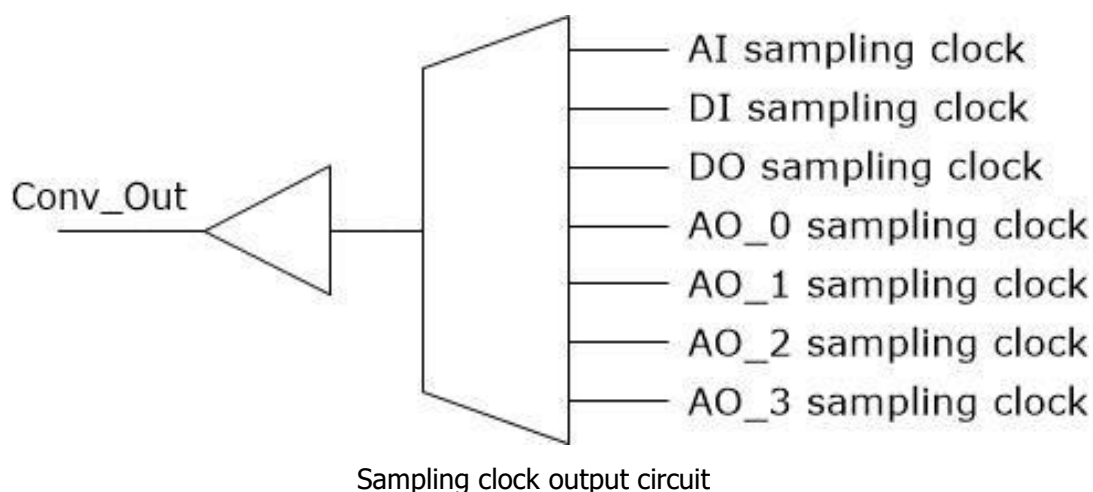 AI sampling clock
DI sampling clock
DO sampling clock
Conv_Out
AO_0 sampling clock
AO_1 sampling clock
AO_2 sampling clock
AO_3 sampling clock
Sampling clock output circuit